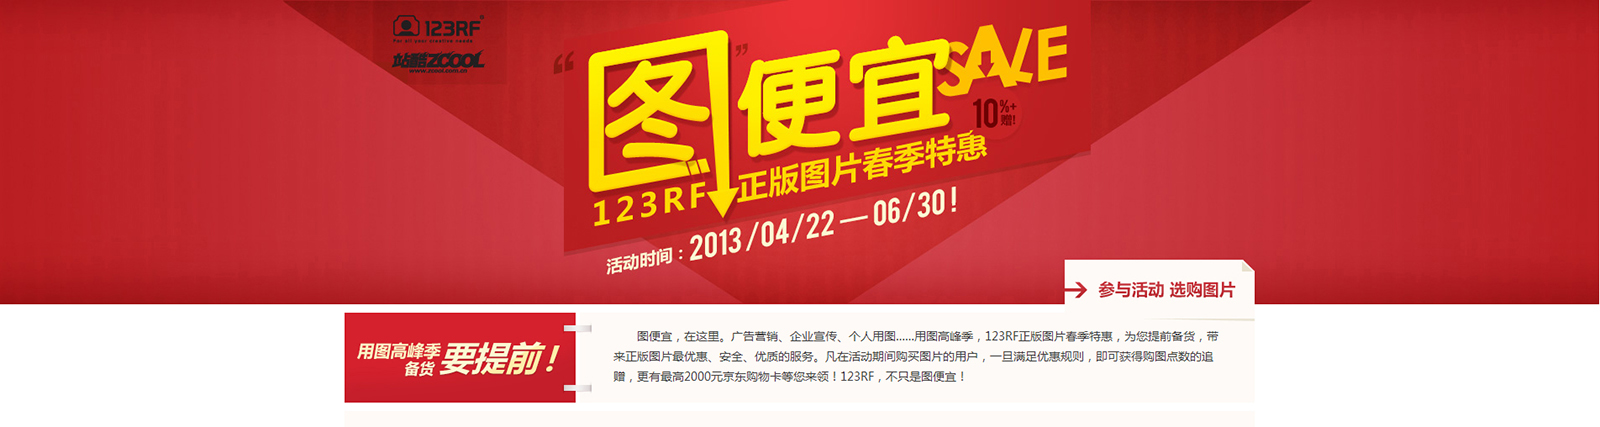 123RF®
For all your creative needs
站酷ZCOOL
www.zcool.com.cn
“图”便宜
SALE
10%+赠!
123RF 正版图片春季特惠
活动时间：2013/04/22—06/30!
参与活动 选购图片
用图高峰季
备货
要提前！
图便宜，在这里。广告营销、企业宣传、个人用图……用图高峰季，123RF正版图片春季特惠，为您提前备货，带
来正版图片最优惠、安全、优质的服务。凡在活动期间购买图片的用户，一旦满足优惠规则，即可获得购图点数的追
赠，更有最高2000元京东购物卡等您来领！123RF，不只是图便宜！